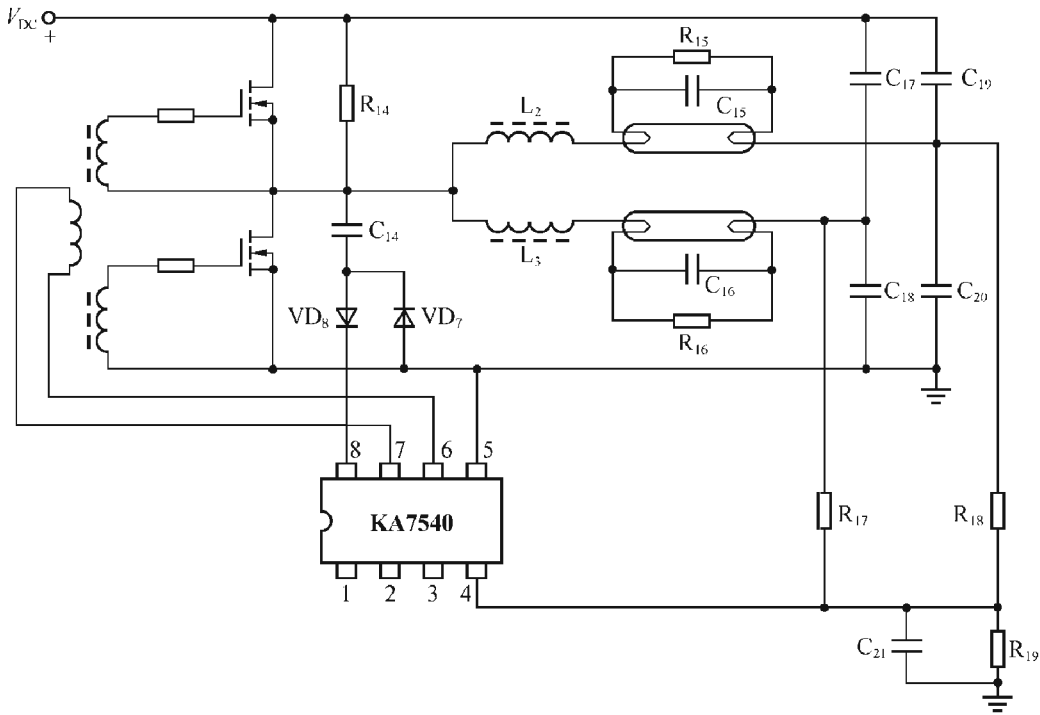 V_DC
+
R₁₅
C₁₇
C₁₉
R₁₄
C₁₅
L₂
C₁₄
L₃
C₁₆
C₁₈
C₂₀
VD₈
VD₇
R₁₆
8 7 6 5
KA7540
R₁₇
R₁₈
1 2 3 4
C₂₁
R₁₉